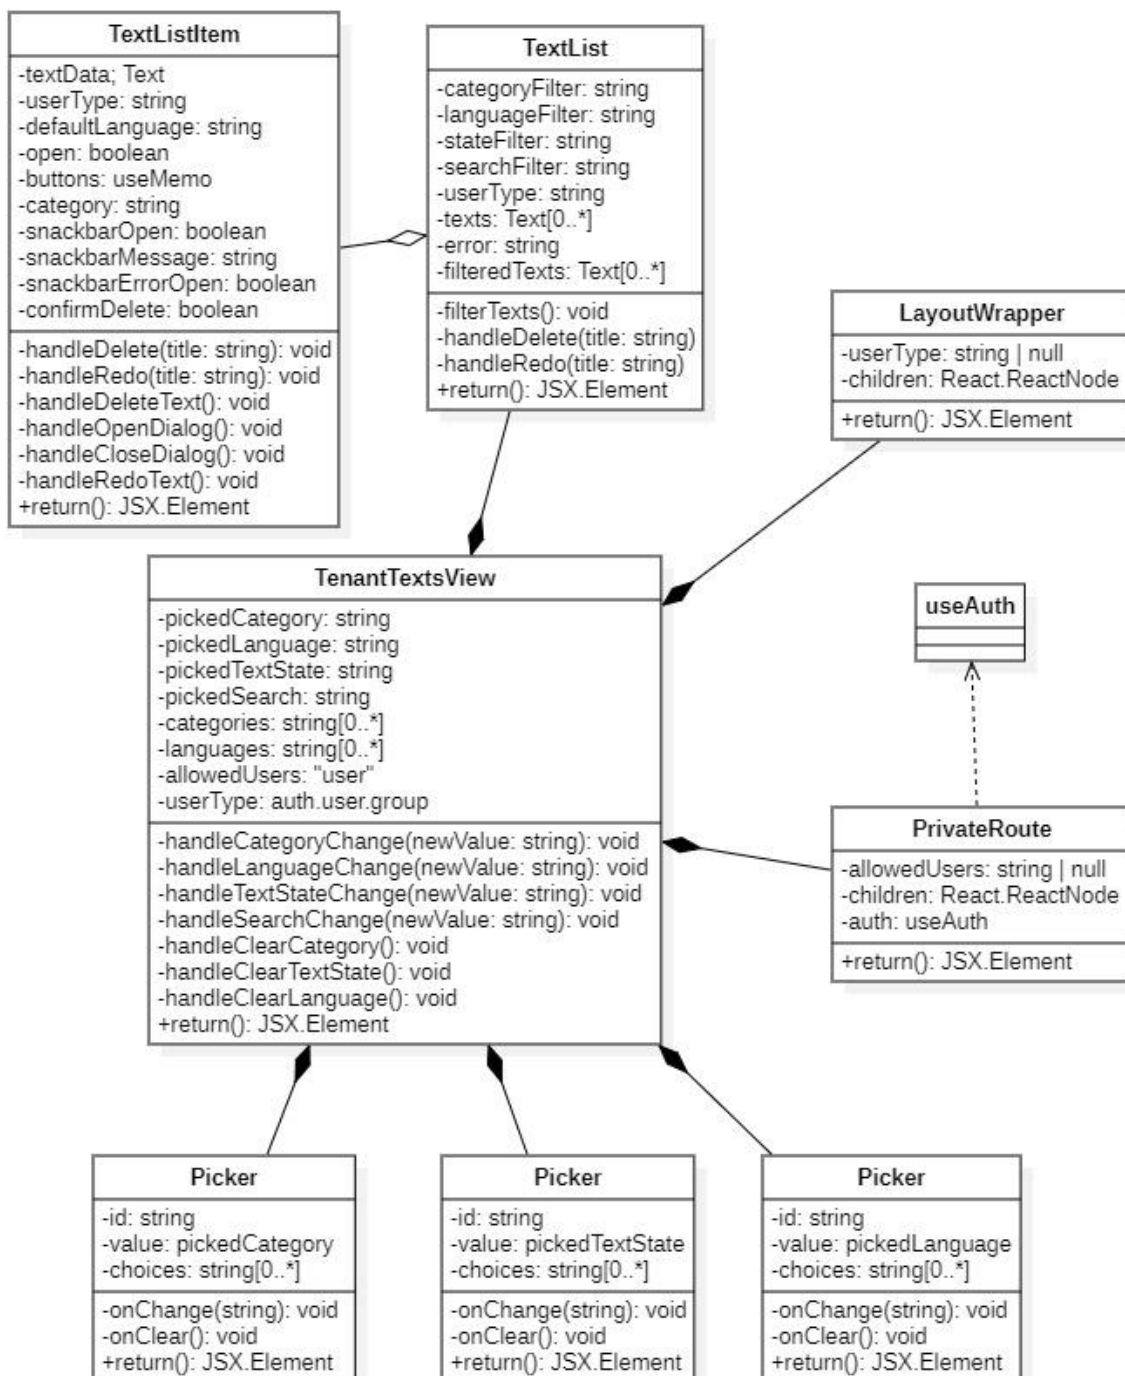 TextListItem
-textData; Text
-userType: string
-defaultLanguage: string
-open: boolean
-buttons: useMemo
-category: string
-snackbarOpen: boolean
-snackbarMessage: string
-snackbarErrorOpen: boolean
-confirmDelete: boolean
-handleDelete(title: string): void
-handleRedo(title: string): void
-handleDeleteText(): void
-handleOpenDialog(): void
-handleCloseDialog(): void
-handleRedoText(): void
+return(): JSX.Element
TextList
-categoryFilter: string
-languageFilter: string
-stateFilter: string
-searchFilter: string
-userType: string
-texts: Text[0..*]
-error: string
-filteredTexts: Text[0..*]
-filterTexts(): void
-handleDelete(title: string)
-handleRedo(title: string)
+return(): JSX.Element
LayoutWrapper
-userType: string | null
-children: React.ReactNode
+return(): JSX.Element
TenantTextsView
-pickedCategory: string
-pickedLanguage: string
-pickedTextState: string
-pickedSearch: string
-categories: string[0..*]
-languages: string[0..*]
-allowedUsers: "user"
-userType: auth.user.group
-handleCategoryChange(newValue: string): void
-handleLanguageChange(newValue: string): void
-handleTextStateChange(newValue: string): void
-handleSearchChange(newValue: string): void
-handleClearCategory(): void
-handleClearTextState(): void
-handleClearLanguage(): void
+return(): JSX.Element
useAuth
PrivateRoute
-allowedUsers: string | null
-children: React.ReactNode
-auth: useAuth
+return(): JSX.Element
Picker
-id: string
-value: pickedCategory
-choices: string[0..*]
-onChange(string): void
-onClear(): void
+return(): JSX.Element
Picker
-id: string
-value: pickedTextState
-choices: string[0..*]
-onChange(string): void
-onClear(): void
+return(): JSX.Element
Picker
-id: string
-value: pickedLanguage
-choices: string[0..*]
-onChange(string): void
-onClear(): void
+return(): JSX.Element